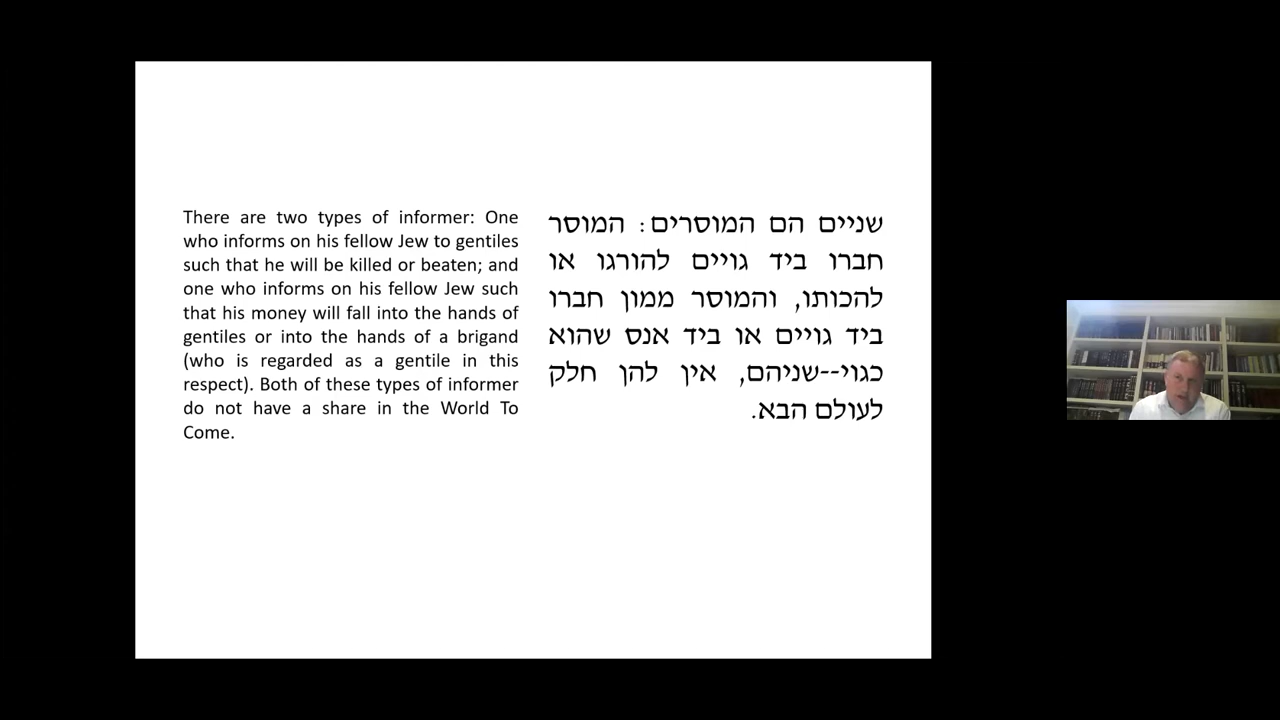 There are two types of informer: One
who informs on his fellow Jew to gentiles
such that he will be killed or beaten; and
one who informs on his fellow Jew such
that his money will fall into the hands of
gentiles or into the hands of a brigand
(who is regarded as a gentile in this
respect). Both of these types of informer
do not have a share in the World To
Come.
שניים הם המוסרים: המוסר
חברו ביד גויים להורגו או
להכותו, והמוסר ממון חברו
ביד גויים או ביד אנס שהוא
כגוי--שניהם, אין להן חלק
לעולם הבא.